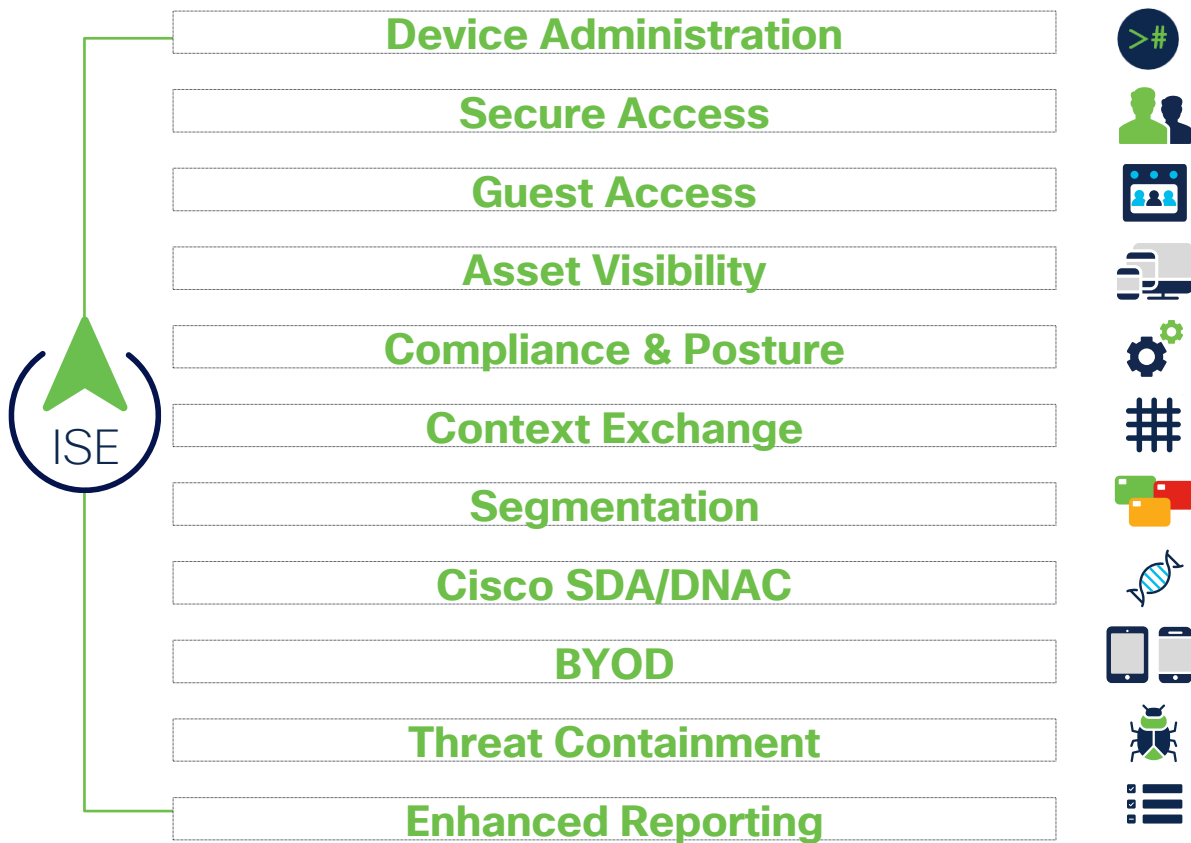 Device Administration
>#
Secure Access
Guest Access
Asset Visibility
Compliance & Posture
ISE
Context Exchange
Segmentation
Cisco SDA/DNAC
BYOD
Threat Containment
Enhanced Reporting